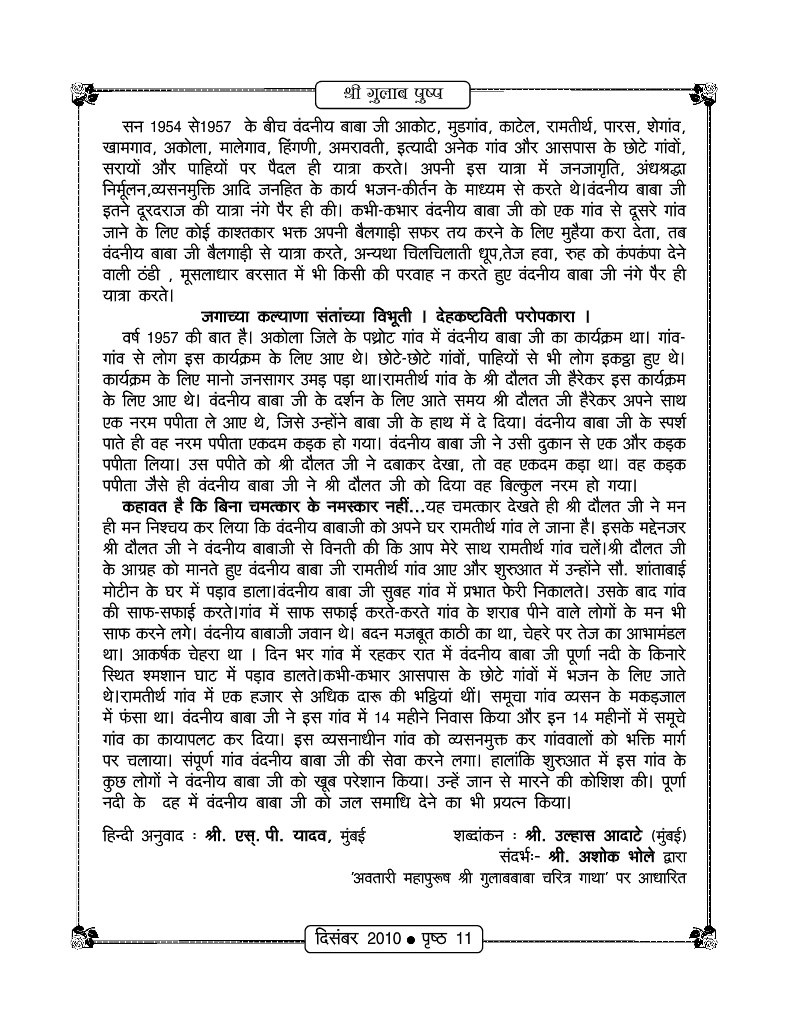 श्री गुलाब पुष्प
सन 1954 से1957 के बीच वंदनीय बाबा जी आकोट, मुडगांव, काटेल, रामतीर्थ, पारस, शेगांव,
खामगाव, अकोला, मालेगाव, हिंगणी, अमरावती, इत्यादी अनेक गांव और आसपास के छोटे गांवों,
सरायों और पाहियों पर पैदल ही यात्रा करते। अपनी इस यात्रा में जनजागृति, अंधश्रद्धा
निर्मूलन,व्यसनमुक्ति आदि जनहित के कार्य भजन-कीर्तन के माध्यम से करते थे।वंदनीय बाबा जी
इतने दूरदराज की यात्रा नंगे पैर ही की। कभी-कभार वंदनीय बाबा जी को एक गांव से दूसरे गांव
जाने के लिए कोई काश्तकार भक्त अपनी बैलगाड़ी सफर तय करने के लिए मुहैया करा देता, तब
वंदनीय बाबा जी बैलगाड़ी से यात्रा करते, अन्यथा चिलचिलाती धूप,तेज हवा, रुह को कंपकंपा देने
वाली ठंडी , मूसलाधार बरसात में भी किसी की परवाह न करते हुए वंदनीय बाबा जी नंगे पैर ही
यात्रा करते।
जगाच्या कल्याणा संतांच्या विभूती । देहकष्टविती परोपकारा ।
वर्ष 1957 की बात है। अकोला जिले के पथ्रोट गांव में वंदनीय बाबा जी का कार्यक्रम था। गांव-
गांव से लोग इस कार्यक्रम के लिए आए थे। छोटे-छोटे गांवों, पाहियों से भी लोग इकट्ठा हुए थे।
कार्यक्रम के लिए मानो जनसागर उमड़ पड़ा था।रामतीर्थ गांव के श्री दौलत जी हैरेकर इस कार्यक्रम
के लिए आए थे। वंदनीय बाबा जी के दर्शन के लिए आते समय श्री दौलत जी हैरेकर अपने साथ
एक नरम पपीता ले आए थे, जिसे उन्होंने बाबा जी के हाथ में दे दिया। वंदनीय बाबा जी के स्पर्श
पाते ही वह नरम पपीता एकदम कड़क हो गया। वंदनीय बाबा जी ने उसी दुकान से एक और कड़क
पपीता लिया। उस पपीते को श्री दौलत जी ने दबाकर देखा, तो वह एकदम कड़ा था। वह कड़क
पपीता जैसे ही वंदनीय बाबा जी ने श्री दौलत जी को दिया वह बिल्कुल नरम हो गया।
कहावत है कि बिना चमत्कार के नमस्कार नहीं...यह चमत्कार देखते ही श्री दौलत जी ने मन
ही मन निश्चय कर लिया कि वंदनीय बाबाजी को अपने घर रामतीर्थ गांव ले जाना है। इसके मद्देनजर
श्री दौलत जी ने वंदनीय बाबाजी से विनती की कि आप मेरे साथ रामतीर्थ गांव चलें।श्री दौलत जी
के आग्रह को मानते हुए वंदनीय बाबा जी रामतीर्थ गांव आए और शुरुआत में उन्होंने सौ. शांताबाई
मोटीन के घर में पड़ाव डाला।वंदनीय बाबा जी सुबह गांव में प्रभात फेरी निकालते। उसके बाद गांव
की साफ-सफाई करते।गांव में साफ सफाई करते-करते गांव के शराब पीने वाले लोगों के मन भी
साफ करने लगे। वंदनीय बाबाजी जवान थे। बदन मजबूत काठी का था, चेहरे पर तेज का आभामंडल
था। आकर्षक चेहरा था । दिन भर गांव में रहकर रात में वंदनीय बाबा जी पूर्णा नदी के किनारे
स्थित श्मशान घाट में पड़ाव डालते।कभी-कभार आसपास के छोटे गांवों में भजन के लिए जाते
थे।रामतीर्थ गांव में एक हजार से अधिक दारू की भठ्ठियां थीं। समूचा गांव व्यसन के मकड़जाल
में फंसा था। वंदनीय बाबा जी ने इस गांव में 14 महीने निवास किया और इन 14 महीनों में समूचे
गांव का कायापलट कर दिया। इस व्यसनाधीन गांव को व्यसनमुक्त कर गांववालों को भक्ति मार्ग
पर चलाया। संपूर्ण गांव वंदनीय बाबा जी की सेवा करने लगा। हालांकि शुरुआत में इस गांव के
कुछ लोगों ने वंदनीय बाबा जी को खूब परेशान किया। उन्हें जान से मारने की कोशिश की। पूर्णा
नदी के दह में वंदनीय बाबा जी को जल समाधि देने का भी प्रयत्न किया।
हिन्दी अनुवाद : श्री. एस्. पी. यादव, मुंबई शब्दांकन : श्री. उल्हास आदाटे (मुंबई)
संदर्भः- श्री. अशोक भोले द्वारा
'अवतारी महापुरूष श्री गुलाबबाबा चरित्र गाथा' पर आधारित
दिसंबर 2010 ● पृष्ठ 11